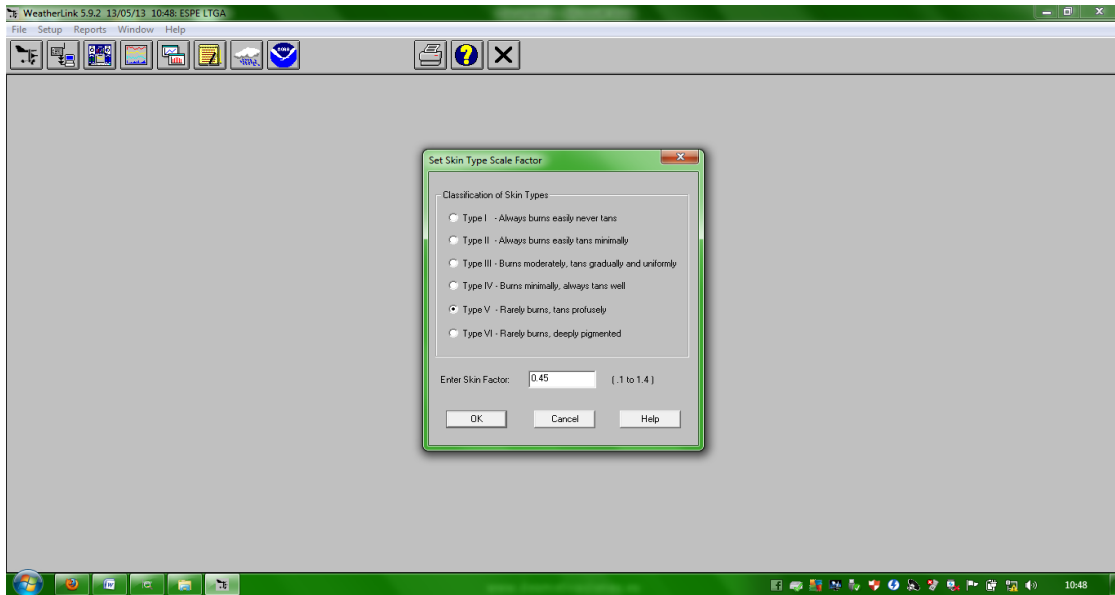 WeatherLink 5.9.2 13/05/13 10:48: ESPE LTGA
File Setup Reports Window Help
Set Skin Type Scale Factor
Classification of Skin Types
Type I - Always burns easily never tans
Type II - Always burns easily tans minimally
Type III - Burns moderately, tans gradually and uniformly
Type IV - Burns minimally, always tans well
Type V - Rarely burns, tans profusely
Type VI - Rarely burns, deeply pigmented
Enter Skin Factor: 0.45 ( .1 to 1.4 )
OK Cancel Help
10:48